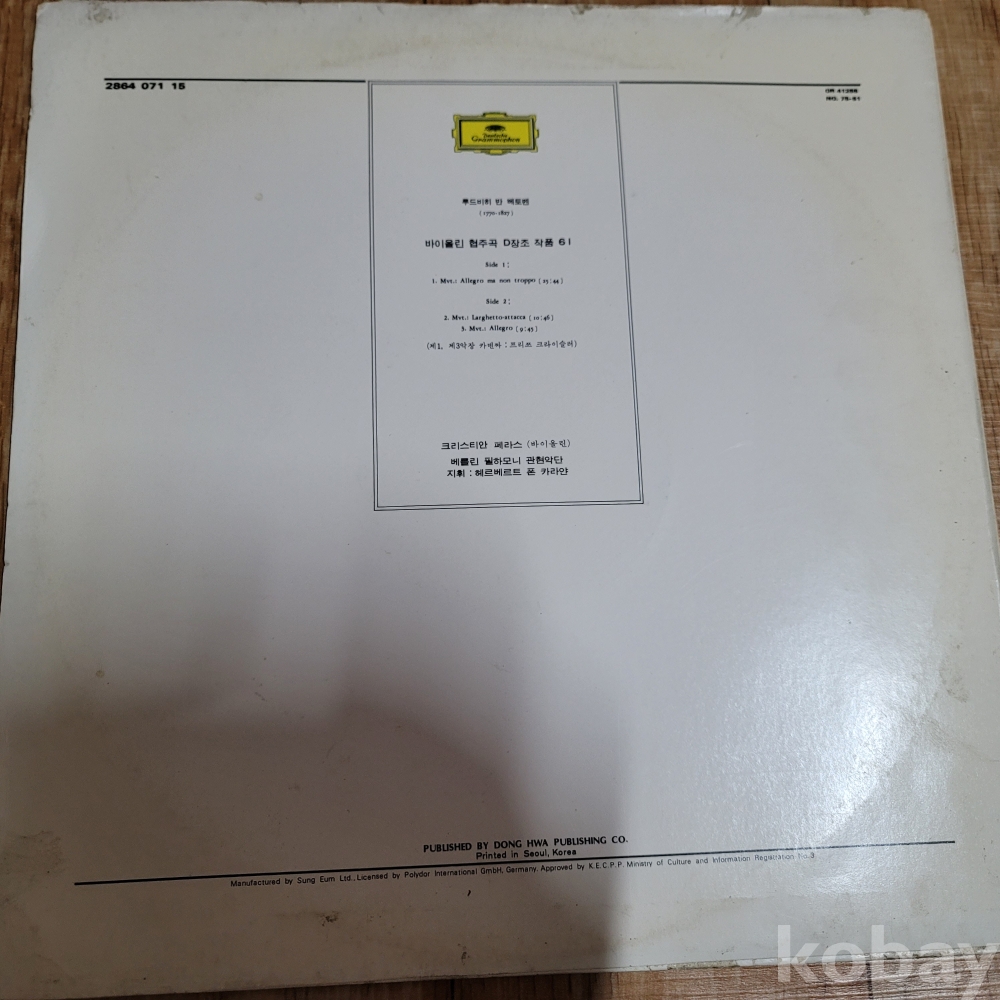 2864 071 15
Deutsche
Grammophon
루드비히 반 베토벤
(1770-1827)
바이올린 협주곡 D장조 작품 61
Side 1:
1. Mvt.: Allegro ma non troppo (25:44)
Side 2:
2. Mvt.: Larghetto-attacca (10:46)
3. Mvt.: Allegro (9:45)
(제1, 제3악장 카덴짜 : 프리쯔 크라이슬러)
크리스티안 페라스 (바이올린)
베를린 필하모니 관현악단
지휘 : 헤르베르트 폰 카라얀
PUBLISHED BY DONG HWA PUBLISHING CO.
Printed in Seoul, Korea
Manufactured by Sung Eum Ltd., Licensed by Polydor International GmbH, Germany. Approved by K.E.C.P.P. Ministry of Culture and Information Registration No.3
kobay